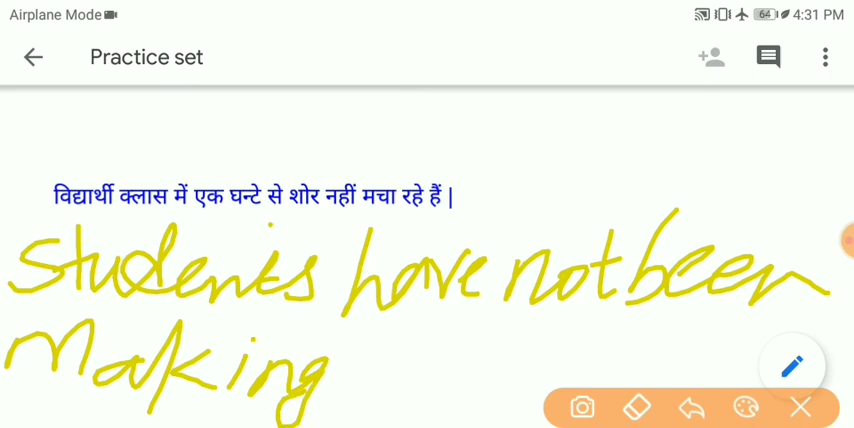 Airplane Mode 64 4:31 PM
Practice set
विद्यार्थी क्लास में एक घन्टे से शोर नहीं मचा रहे हैं |
Students have not been
Making